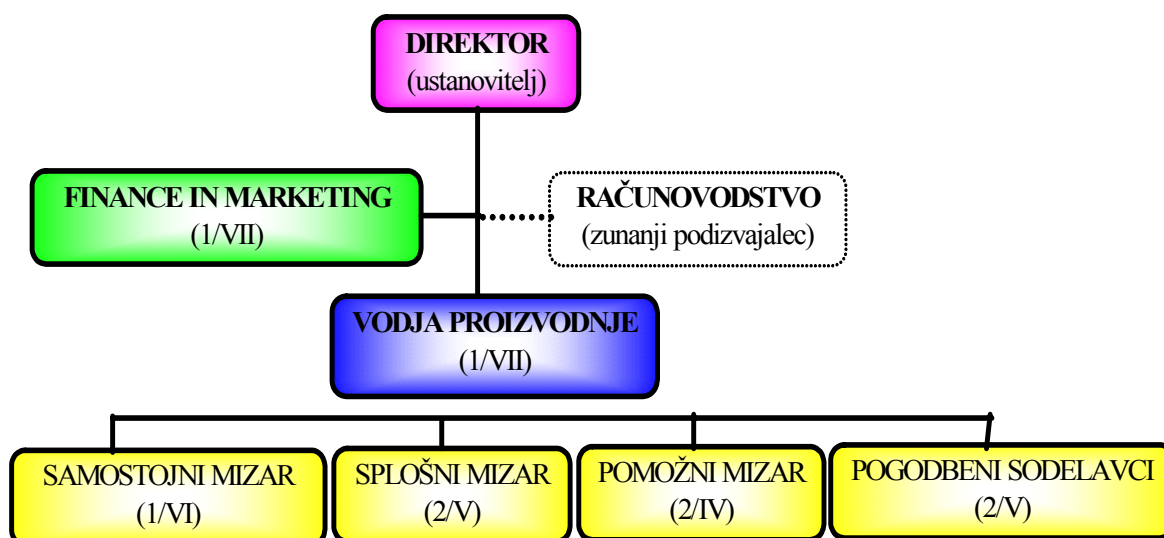 DIREKTOR
(ustanovitelj)
FINANCE IN MARKETING
(1/VII)
RAČUNOVODSTVO
(zunanji podizvajalec)
VODJA PROIZVODNJE
(1/VII)
SAMOSTOJNI MIZAR
(1/VI)
SPLOŠNI MIZAR
(2/V)
POMOŽNI MIZAR
(2/IV)
POGODBENI SODELAVCI
(2/V)